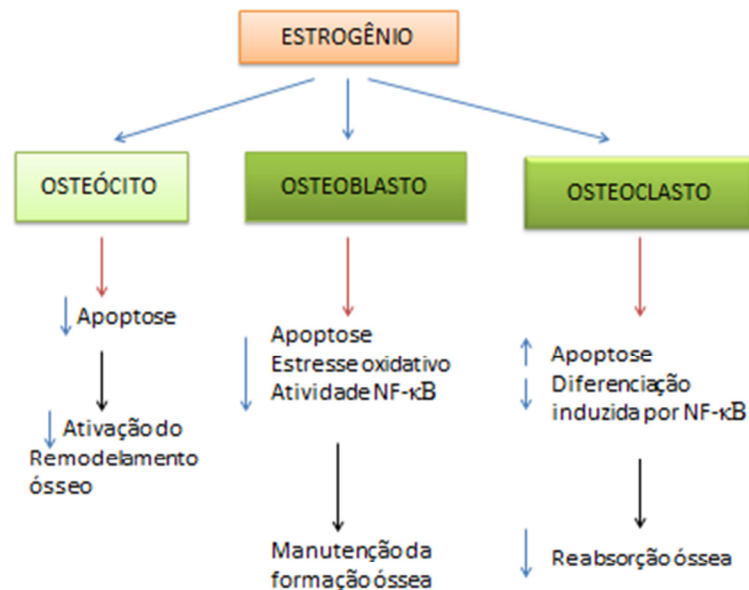 ESTROGÊNIO
OSTEÓCITO
OSTEOBLASTO
OSTEOCLASTO
↓ Apoptose
↓ Ativação do
Remodelamento
ósseo
↓ Apoptose
Estresse oxidativo
Atividade NF-κB
Manutenção da
formação óssea
↑ Apoptose
↓ Diferenciação
induzida por NF-κB
↓ Reabsorção óssea